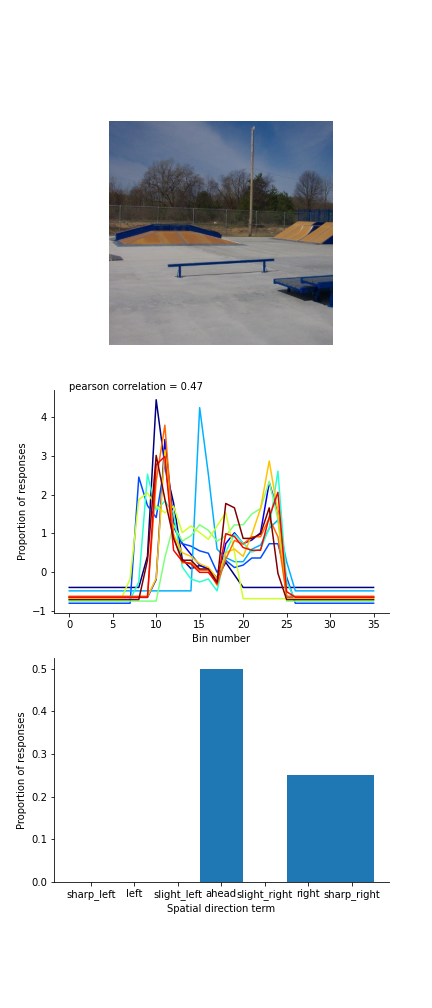 pearson correlation = 0.47
4
3
2
1
0
−1
Proportion of responses
0 5 10 15 20 25 30 35
Bin number
0.5
0.4
0.3
0.2
0.1
0.0
Proportion of responses
sharp_left left slight_left ahead slight_right right sharp_right
Spatial direction term